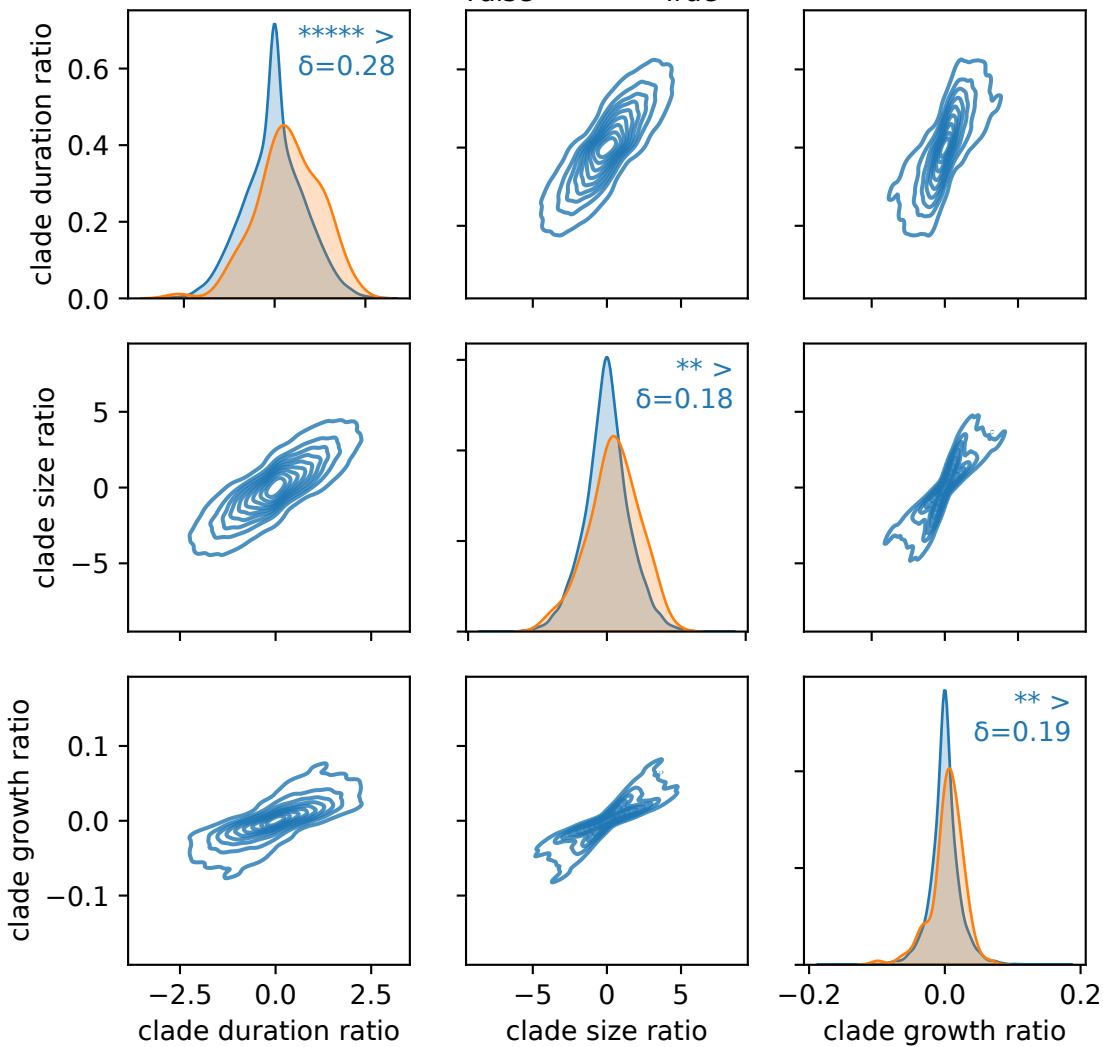 ***** >
δ=0.28
clade duration ratio
0.6
0.4
0.2
0.0
** >
δ=0.18
clade size ratio
5
0
−5
** >
δ=0.19
clade growth ratio
0.1
0.0
−0.1
−2.5 0.0 2.5
−5 0 5
−0.2 0.0 0.2
clade duration ratio
clade size ratio
clade growth ratio